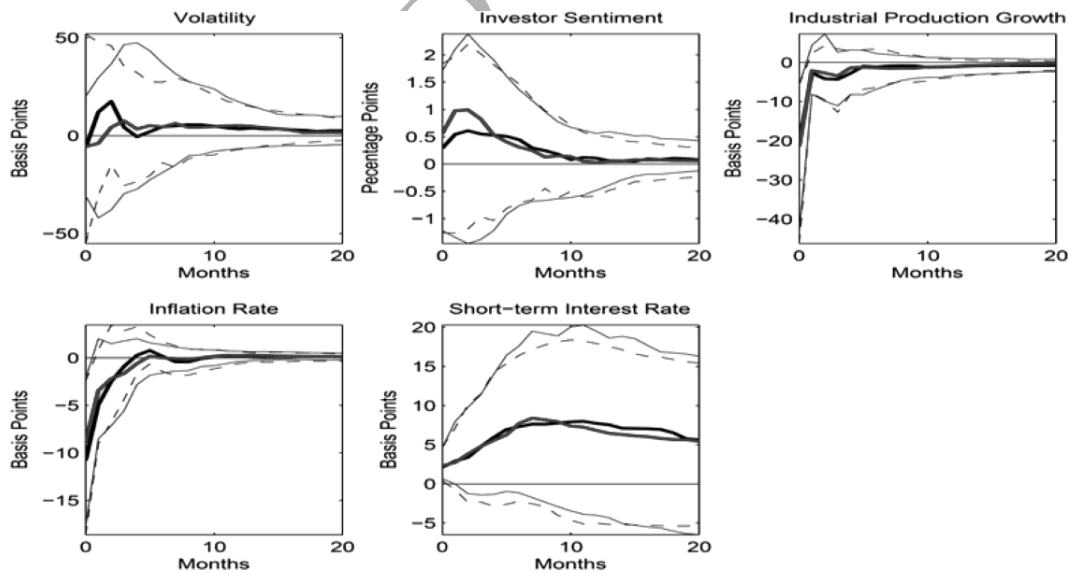 Volatility
50
0
−50
Basis Points
0
10
20
Months
Investor Sentiment
2
1.5
1
0.5
0
−0.5
−1
Pecentage Points
0
10
20
Months
Industrial Production Growth
0
−10
−20
−30
−40
Basis Points
0
10
20
Months
Inflation Rate
0
−5
−10
−15
Basis Points
0
10
20
Months
Short−term Interest Rate
20
15
10
5
0
−5
Basis Points
0
10
20
Months